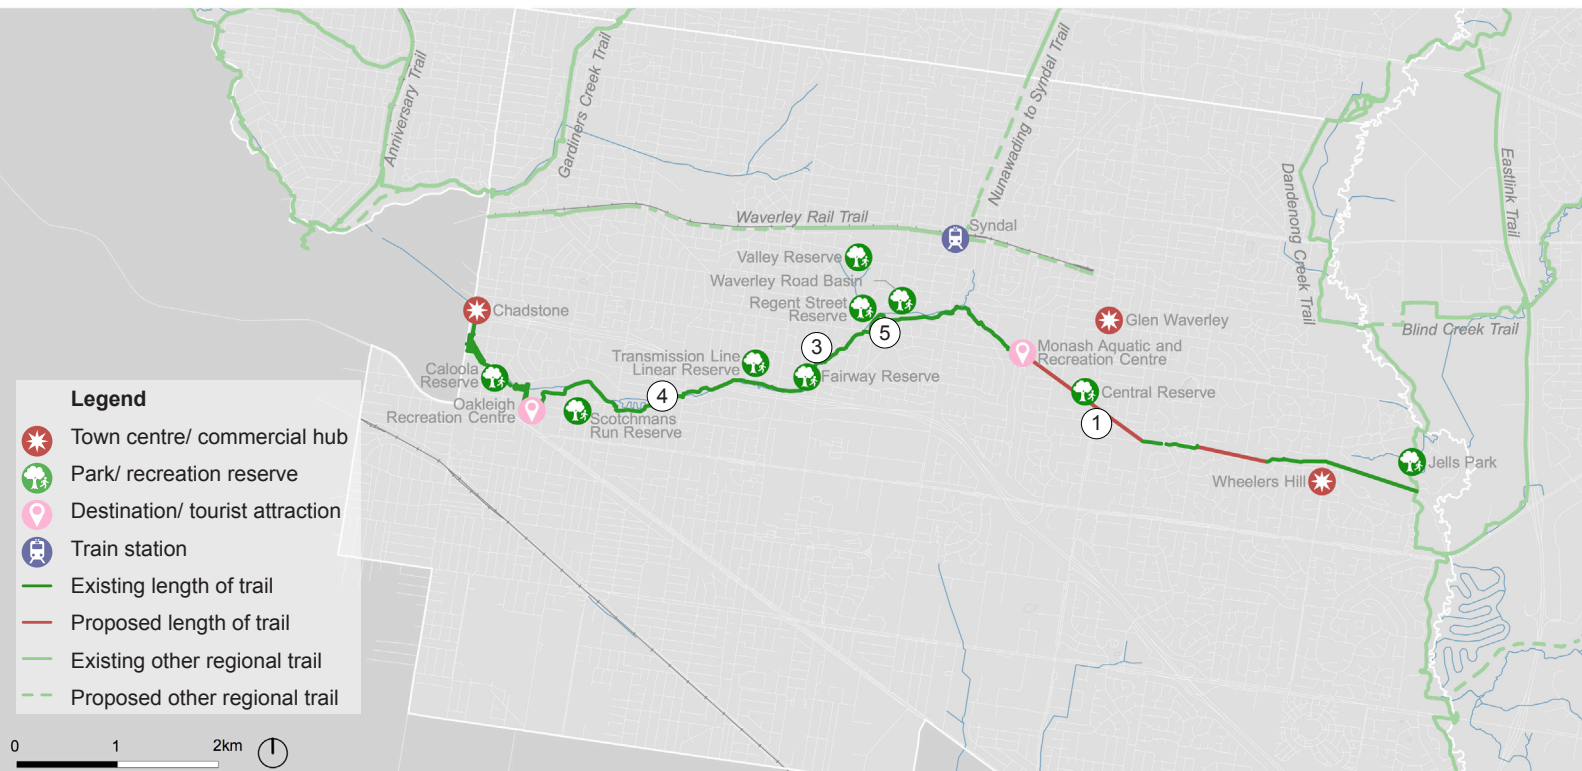 Anniversary Trail
Gardiners Creek Trail
Nunawading to Syndal Trail
Dandenong Creek Trail
Eastlink Trail
Waverley Rail Trail
Syndal
Valley Reserve
Waverley Road Basin
Regent Street
Reserve
Chadstone
Glen Waverley
Blind Creek Trail
5
3
Monash Aquatic and
Recreation Centre
Transmission Line
Linear Reserve
Fairway Reserve
Caloola
Reserve
4
Central Reserve
Oakleigh
Recreation Centre
Scotchmans
Run Reserve
1
Jells Park
Wheelers Hill
Legend
Town centre/ commercial hub
Park/ recreation reserve
Destination/ tourist attraction
Train station
Existing length of trail
Proposed length of trail
Existing other regional trail
Proposed other regional trail
0 1 2km